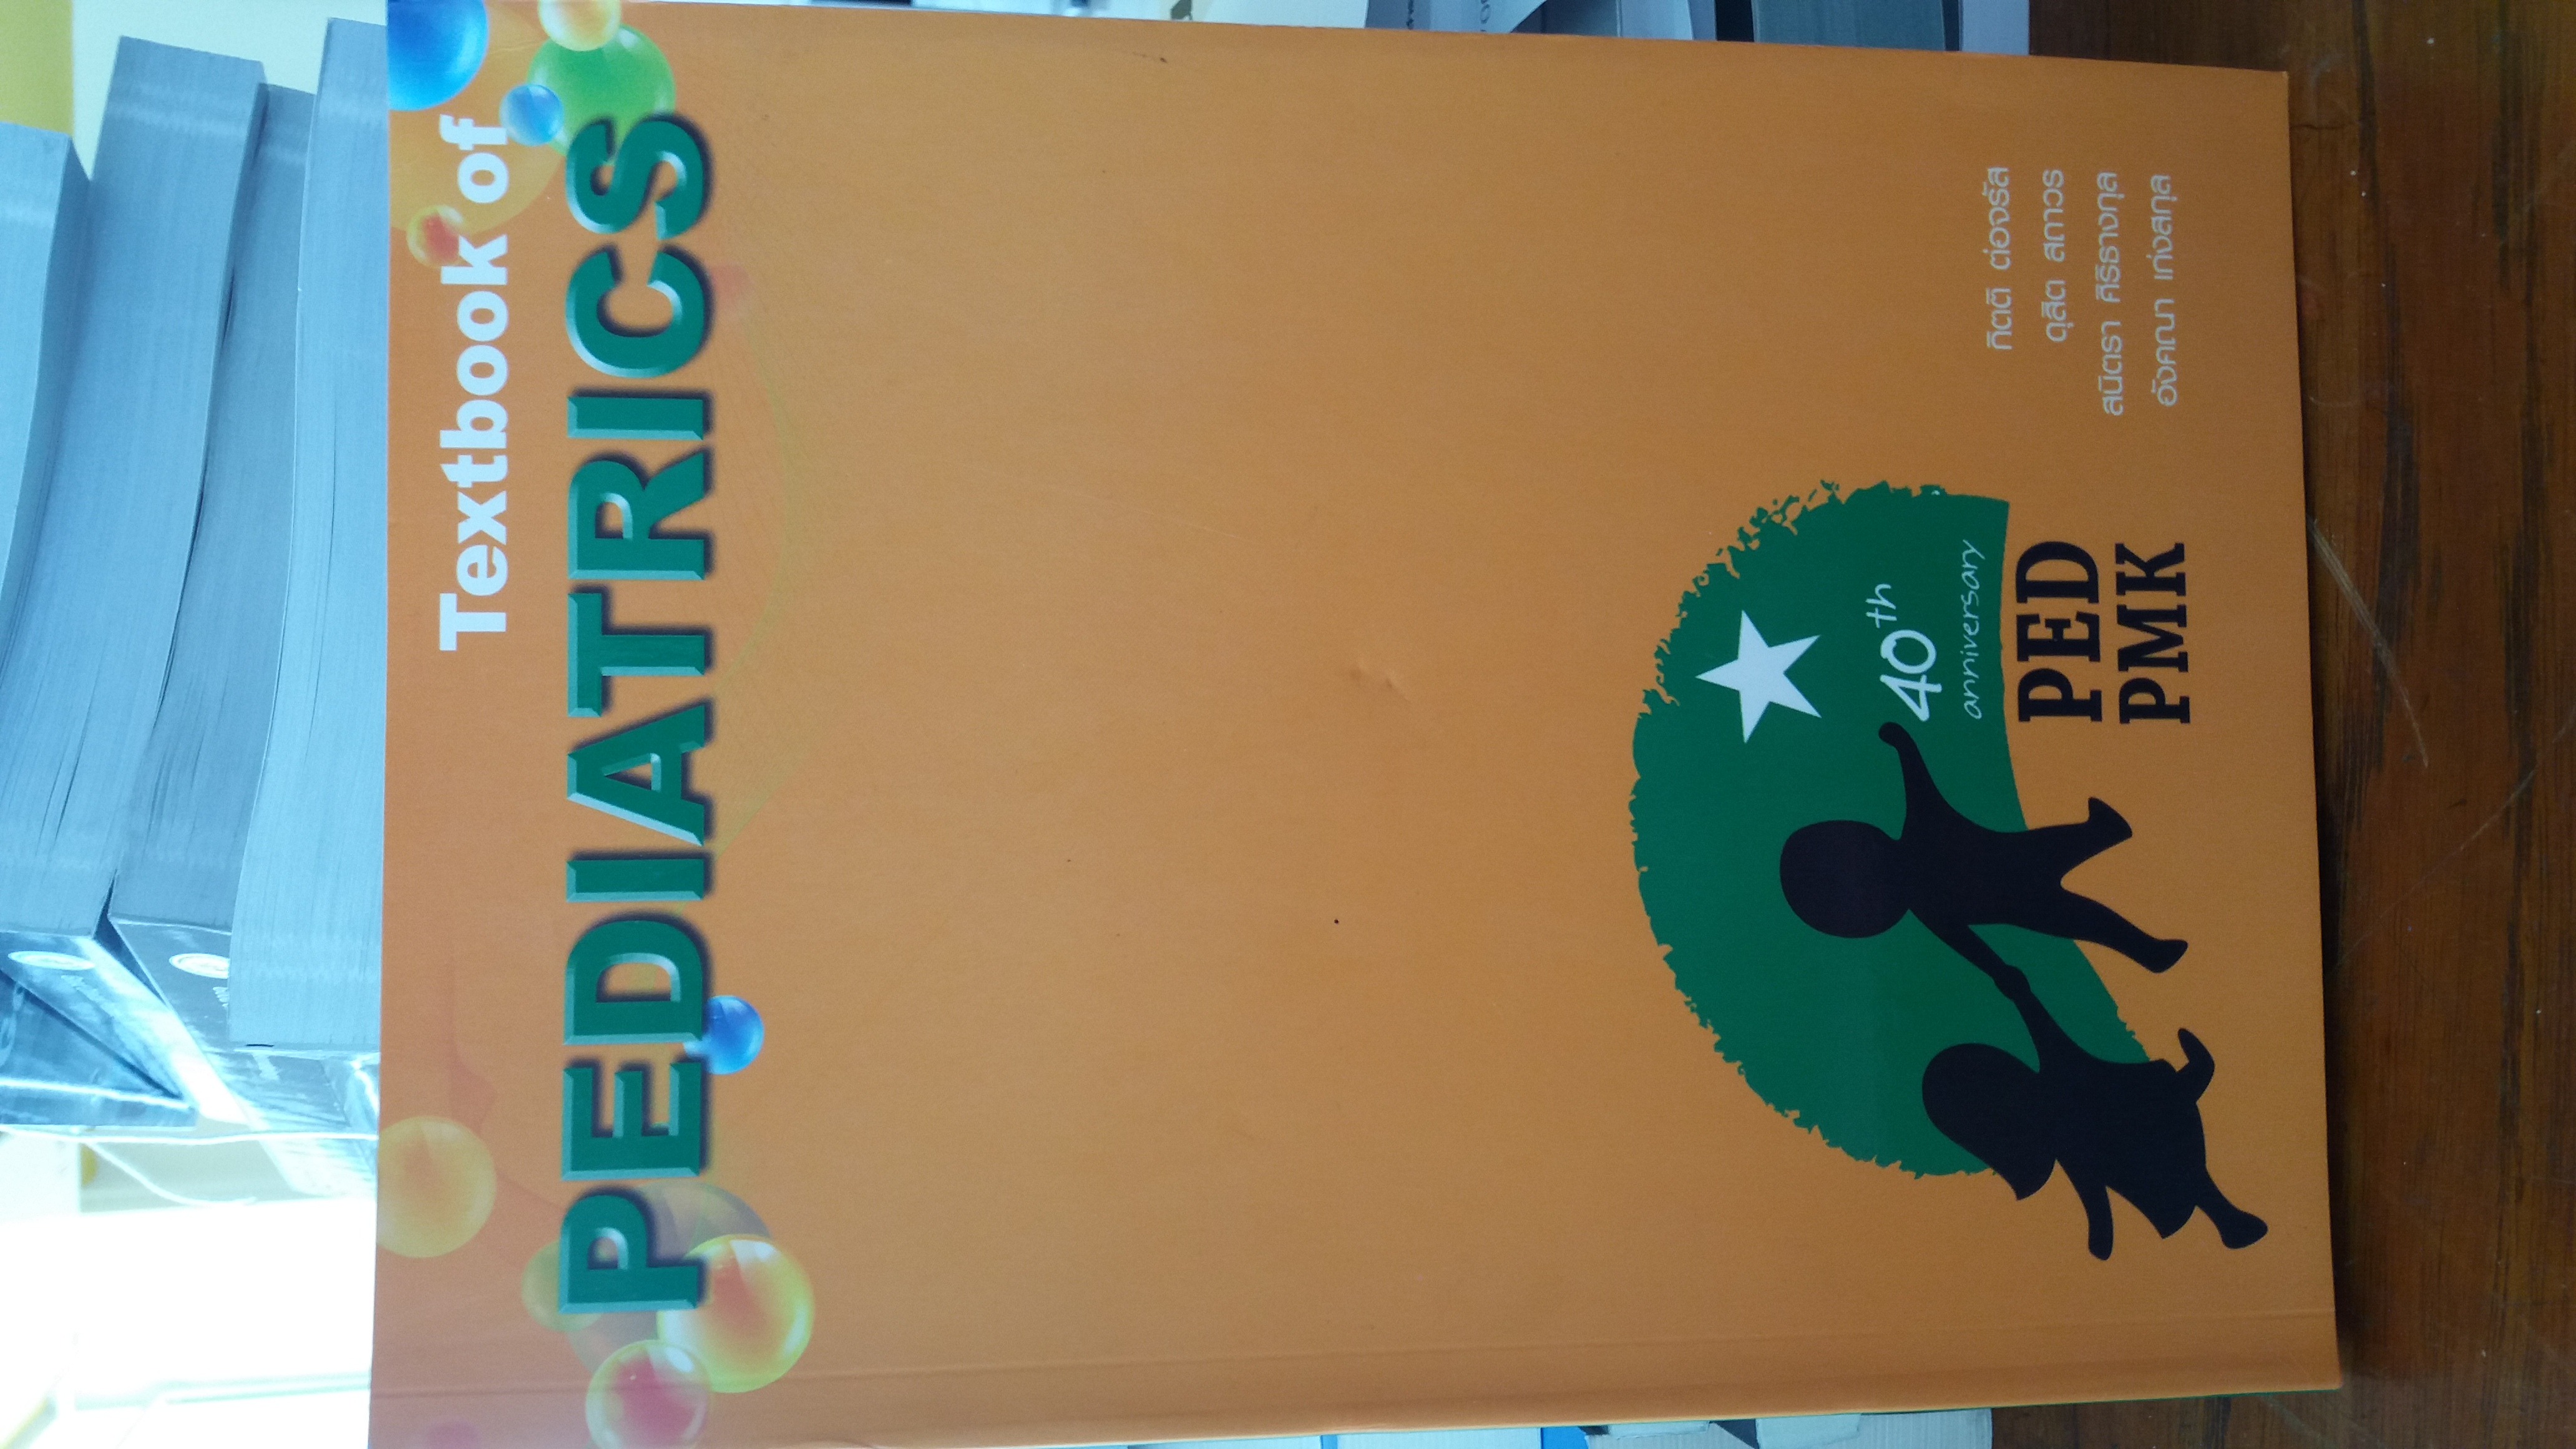 Textbook of
PEDIATRICS
40th
anniversary
PED
PMK
กิตติ ต่อจรัส
ดุสิต สถาวร
สนิตรา ศิริธางกุล
อังคณา เก่งสกุล